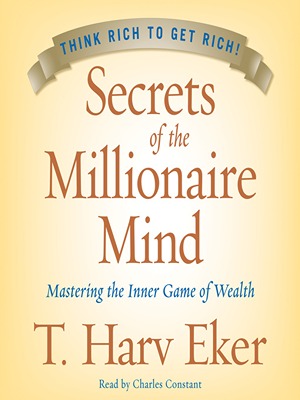 THINK RICH TO GET RICH!
Secrets
of the
Millionaire
Mind
Mastering the Inner Game of Wealth
T. Harv Eker
Read by Charles Constant